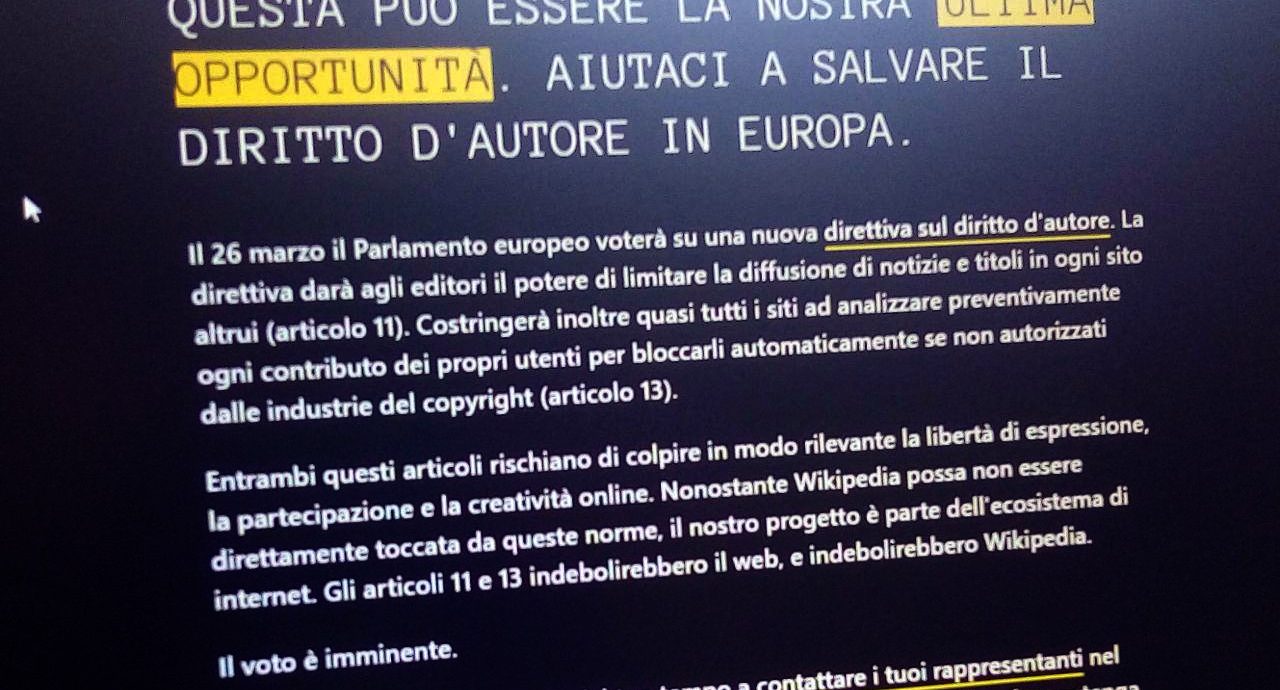 QUESTA PUÒ ESSERE LA NOSTRA ULTIMA
OPPORTUNITÀ. AIUTACI A SALVARE IL
DIRITTO D'AUTORE IN EUROPA.
Il 26 marzo il Parlamento europeo voterà su una nuova direttiva sul diritto d'autore. La
direttiva darà agli editori il potere di limitare la diffusione di notizie e titoli in ogni sito
altrui (articolo 11). Costringerà inoltre quasi tutti i siti ad analizzare preventivamente
ogni contributo dei propri utenti per bloccarli automaticamente se non autorizzati
dalle industrie del copyright (articolo 13).
Entrambi questi articoli rischiano di colpire in modo rilevante la libertà di espressione,
la partecipazione e la creatività online. Nonostante Wikipedia possa non essere
direttamente toccata da queste norme, il nostro progetto è parte dell'ecosistema di
internet. Gli articoli 11 e 13 indebolirebbero il web, e indebolirebbero Wikipedia.
Il voto è imminente.
a contattare i tuoi rappresentanti nel